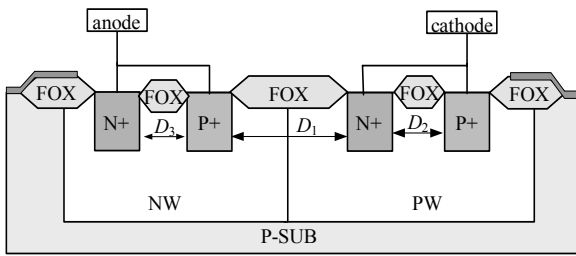 anode
cathode
FOX
FOX
FOX
FOX
FOX
N+
P+
N+
P+
D3
D1
D2
NW
PW
P-SUB